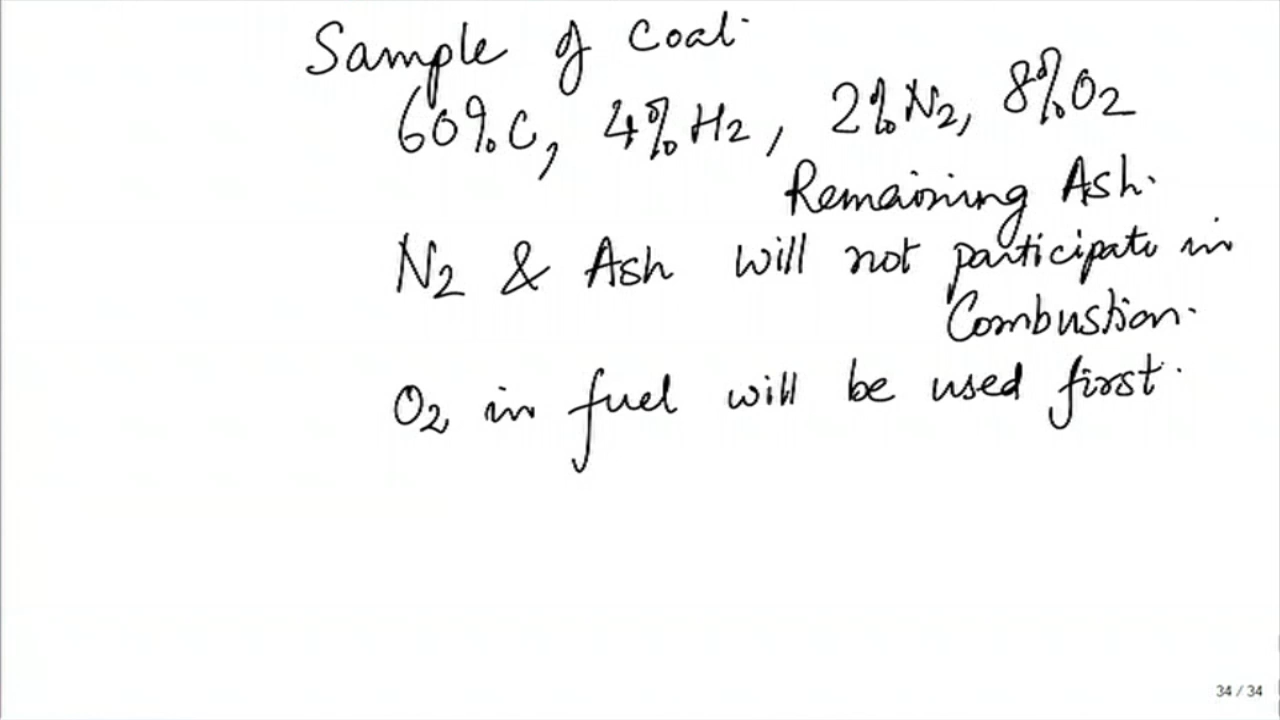 Sample of Coal.
60%C, 4%H2, 2%N2, 8%O2
Remaining Ash.
N2 & Ash will not participate in
Combustion.
O2 in fuel will be used first.
34 / 34